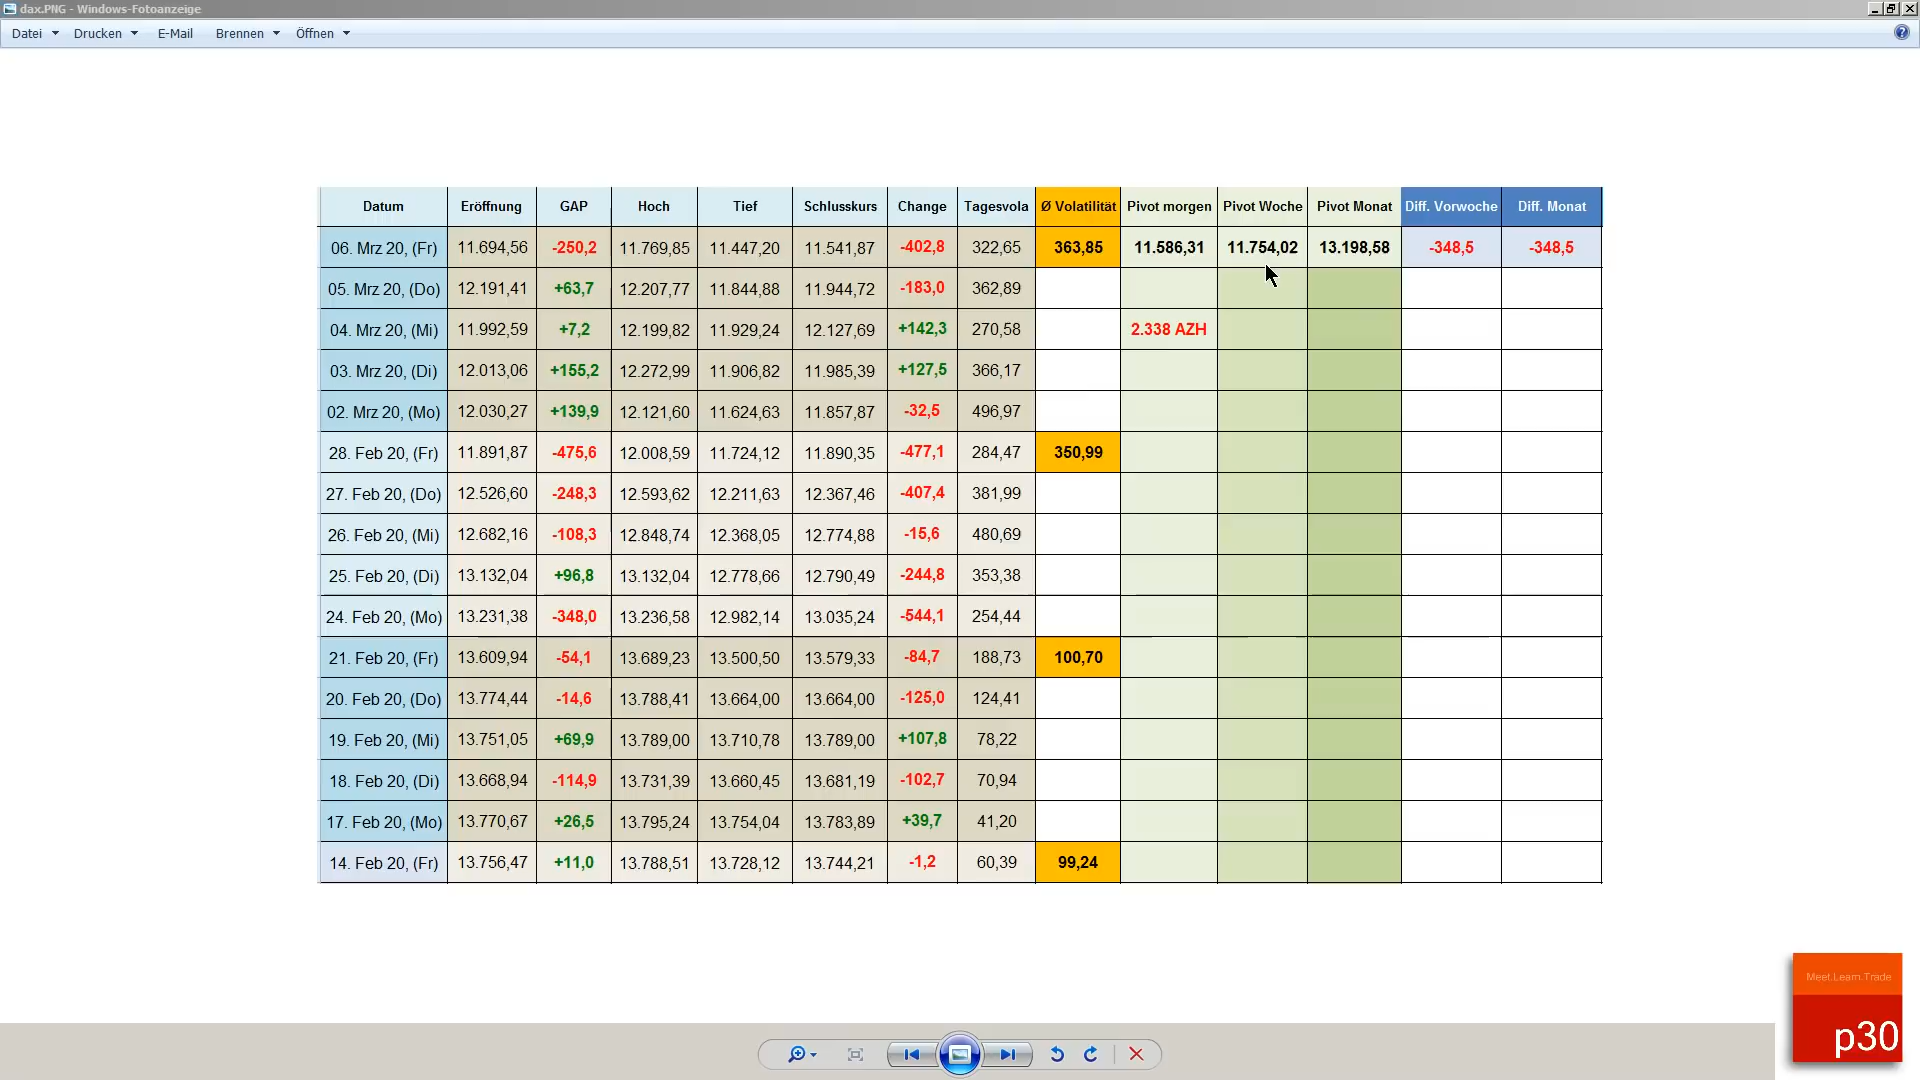 dax.PNG - Windows-Fotoanzeige
Datei Drucken E-Mail Brennen Öffnen
Datum Eröffnung GAP Hoch Tief Schlusskurs Change Tagesvola Ø Volatilität Pivot morgen Pivot Woche Pivot Monat Diff. Vorwoche Diff. Monat
06. Mrz 20, (Fr) 11.694,56 -250,2 11.769,85 11.447,20 11.541,87 -402,8 322,65 363,85 11.586,31 11.754,02 13.198,58 -348,5 -348,5
05. Mrz 20, (Do) 12.191,41 +63,7 12.207,77 11.844,88 11.944,72 -183,0 362,89
04. Mrz 20, (Mi) 11.992,59 +7,2 12.199,82 11.929,24 12.127,69 +142,3 270,58 2.338 AZH
03. Mrz 20, (Di) 12.013,06 +155,2 12.272,99 11.906,82 11.985,39 +127,5 366,17
02. Mrz 20, (Mo) 12.030,27 +139,9 12.121,60 11.624,63 11.857,87 -32,5 496,97
28. Feb 20, (Fr) 11.891,87 -475,6 12.008,59 11.724,12 11.890,35 -477,1 284,47 350,99
27. Feb 20, (Do) 12.526,60 -248,3 12.593,62 12.211,63 12.367,46 -407,4 381,99
26. Feb 20, (Mi) 12.682,16 -108,3 12.848,74 12.368,05 12.774,88 -15,6 480,69
25. Feb 20, (Di) 13.132,04 +96,8 13.132,04 12.778,66 12.790,49 -244,8 353,38
24. Feb 20, (Mo) 13.231,38 -348,0 13.236,58 12.982,14 13.035,24 -544,1 254,44
21. Feb 20, (Fr) 13.609,94 -54,1 13.689,23 13.500,50 13.579,33 -84,7 188,73 100,70
20. Feb 20, (Do) 13.774,44 -14,6 13.788,41 13.664,00 13.664,00 -125,0 124,41
19. Feb 20, (Mi) 13.751,05 +69,9 13.789,00 13.710,78 13.789,00 +107,8 78,22
18. Feb 20, (Di) 13.668,94 -114,9 13.731,39 13.660,45 13.681,19 -102,7 70,94
17. Feb 20, (Mo) 13.770,67 +26,5 13.795,24 13.754,04 13.783,89 +39,7 41,20
14. Feb 20, (Fr) 13.756,47 +11,0 13.788,51 13.728,12 13.744,21 -1,2 60,39 99,24
Meet.Learn.Trade
p30